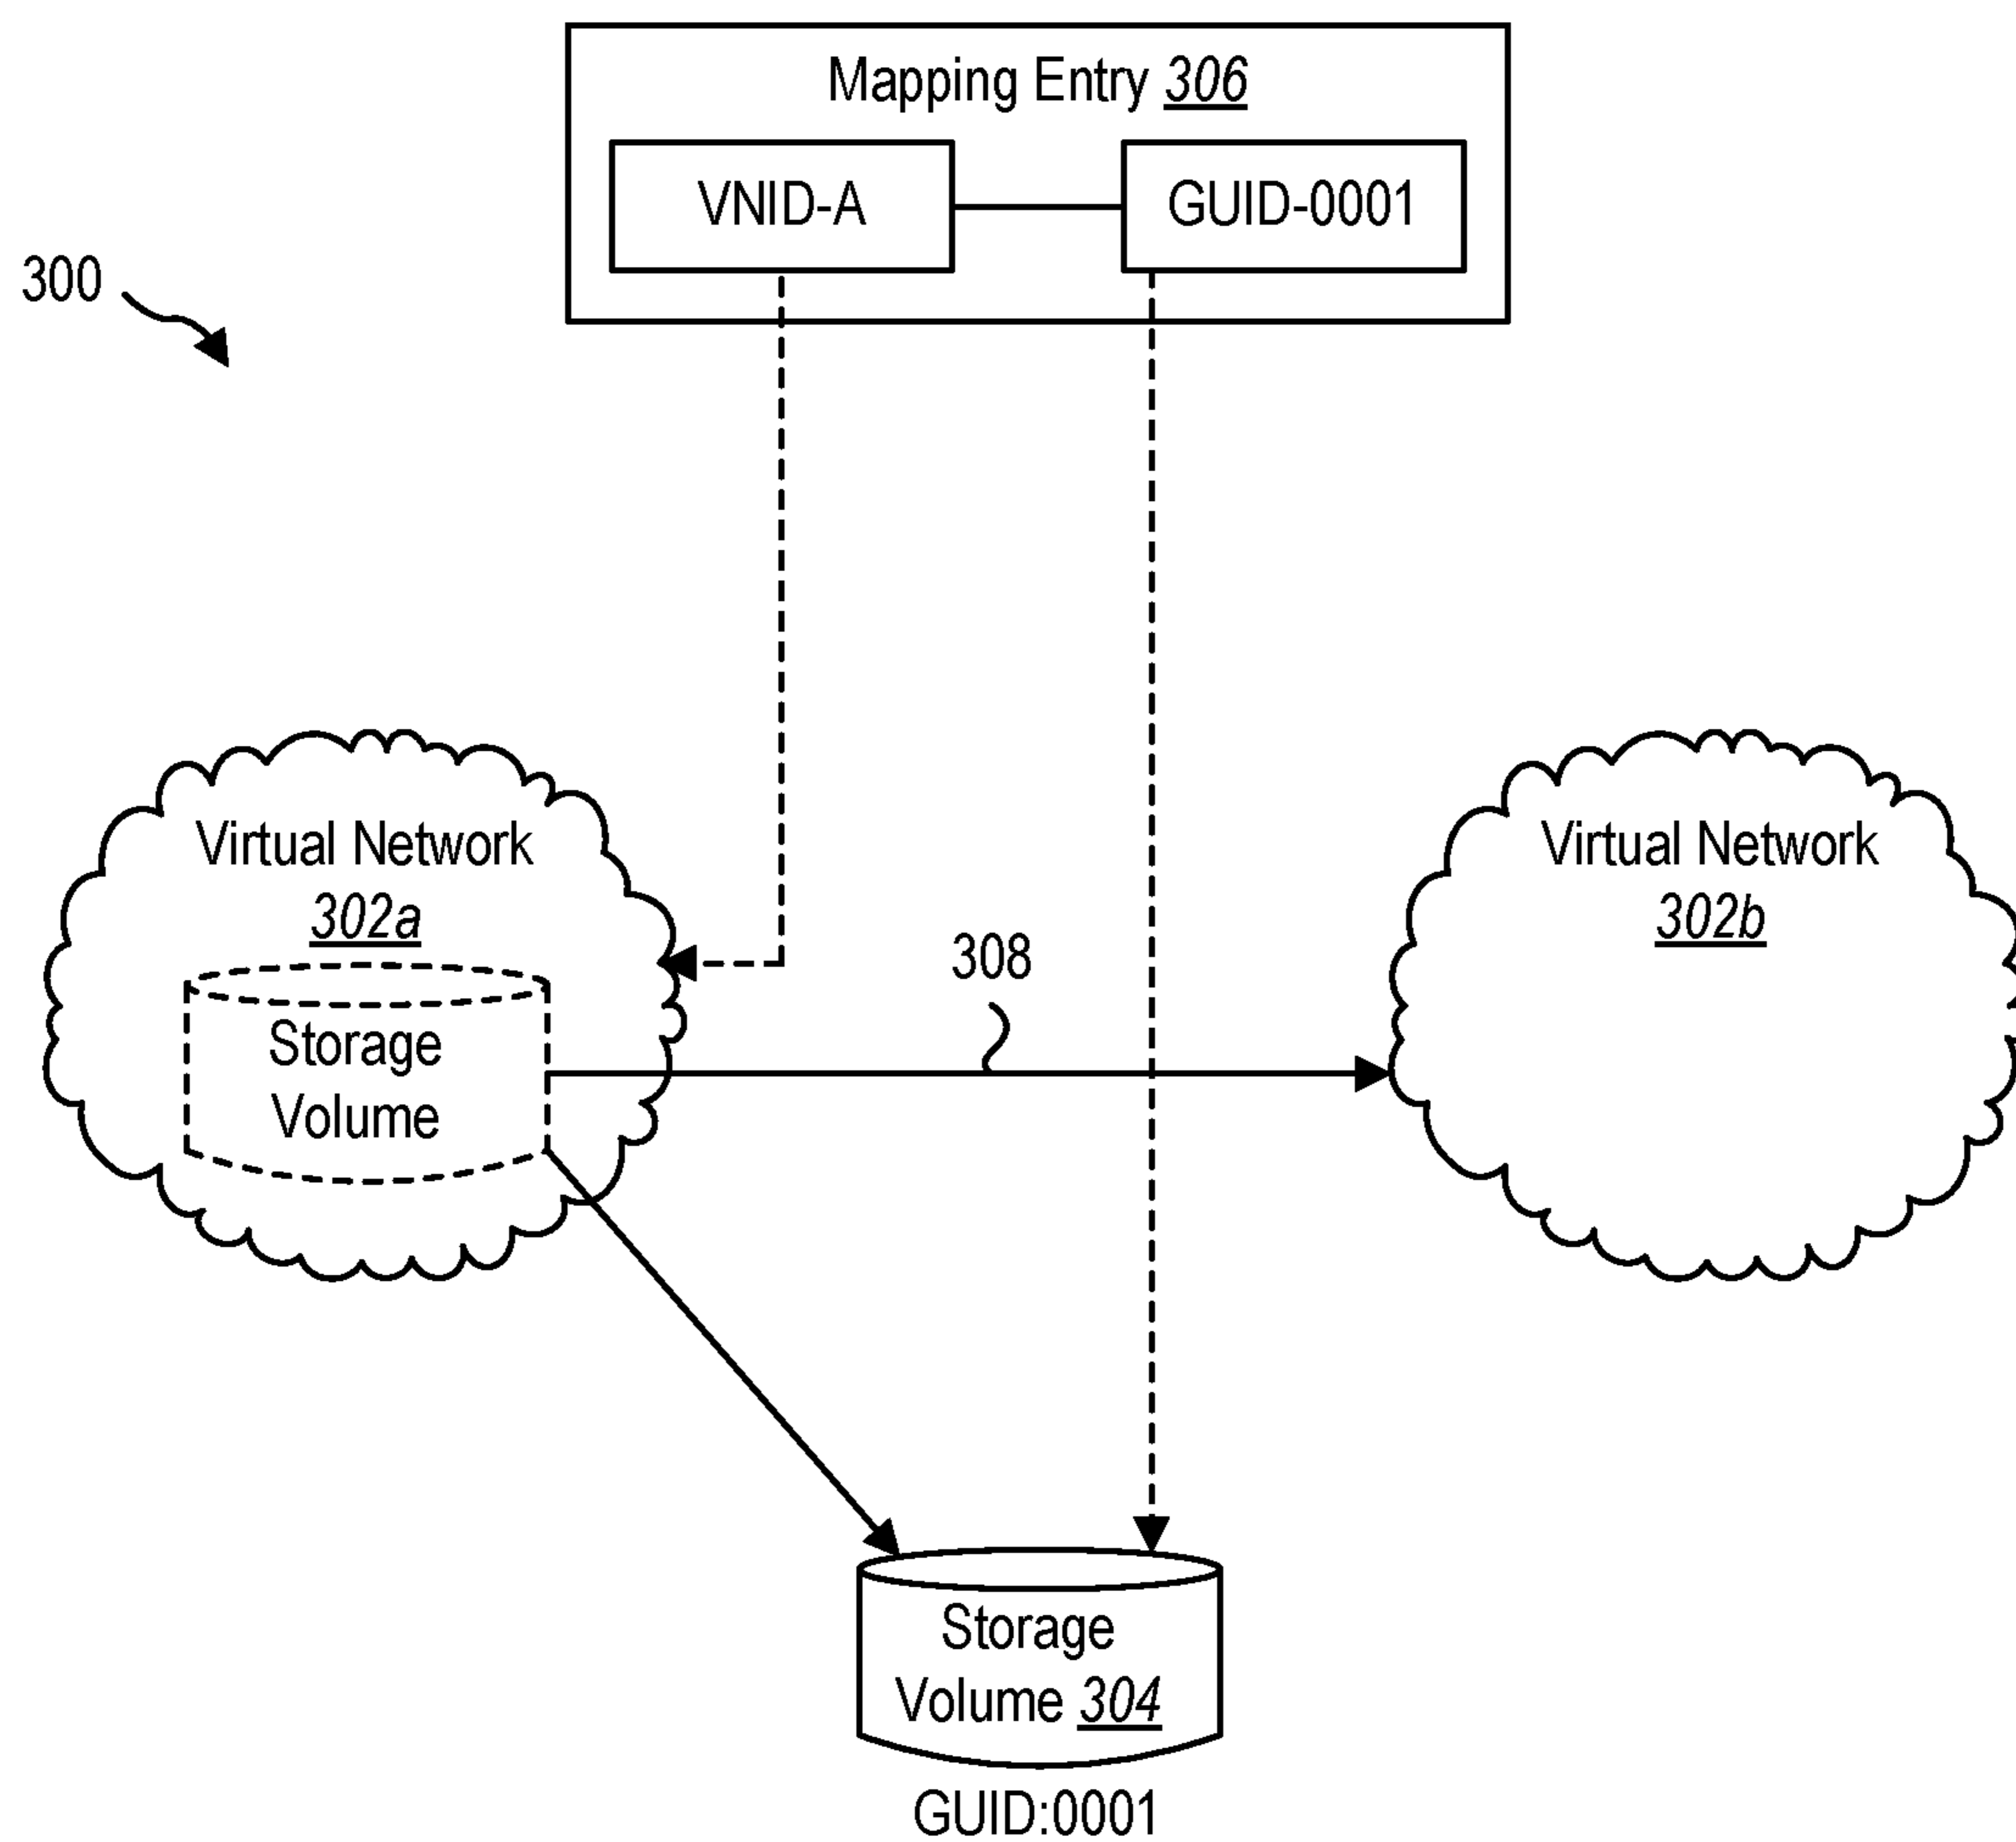 Mapping Entry 306
VNID-A
GUID-0001
300
Virtual Network
302a
Storage
Volume
308
Virtual Network
302b
Storage
Volume 304
GUID:0001